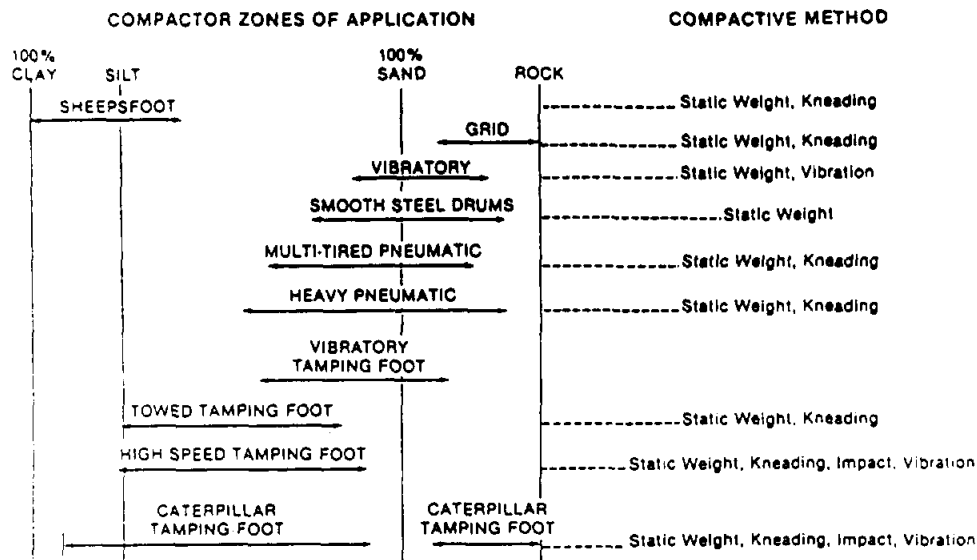 COMPACTOR ZONES OF APPLICATION COMPACTIVE METHOD
100% CLAY SILT 100% SAND ROCK
SHEEPSFOOT Static Weight, Kneading
GRID Static Weight, Kneading
VIBRATORY Static Weight, Vibration
SMOOTH STEEL DRUMS Static Weight
MULTI-TIRED PNEUMATIC Static Weight, Kneading
HEAVY PNEUMATIC Static Weight, Kneading
VIBRATORY
TAMPING FOOT
TOWED TAMPING FOOT Static Weight, Kneading
HIGH SPEED TAMPING FOOT Static Weight, Kneading, Impact, Vibration
CATERPILLAR CATERPILLAR
TAMPING FOOT TAMPING FOOT Static Weight, Kneading, Impact, Vibration